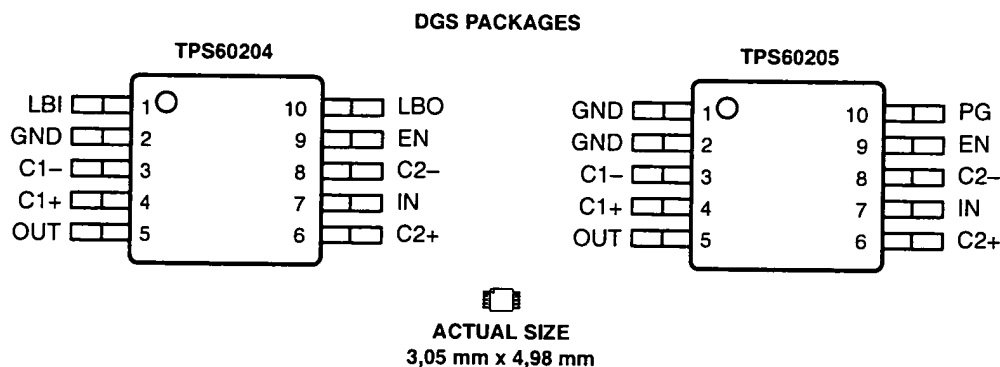 DGS PACKAGES
TPS60204
LBI 1 10 LBO
GND 2 9 EN
C1– 3 8 C2–
C1+ 4 7 IN
OUT 5 6 C2+
TPS60205
GND 1 10 PG
GND 2 9 EN
C1– 3 8 C2–
C1+ 4 7 IN
OUT 5 6 C2+
ACTUAL SIZE
3,05 mm x 4,98 mm